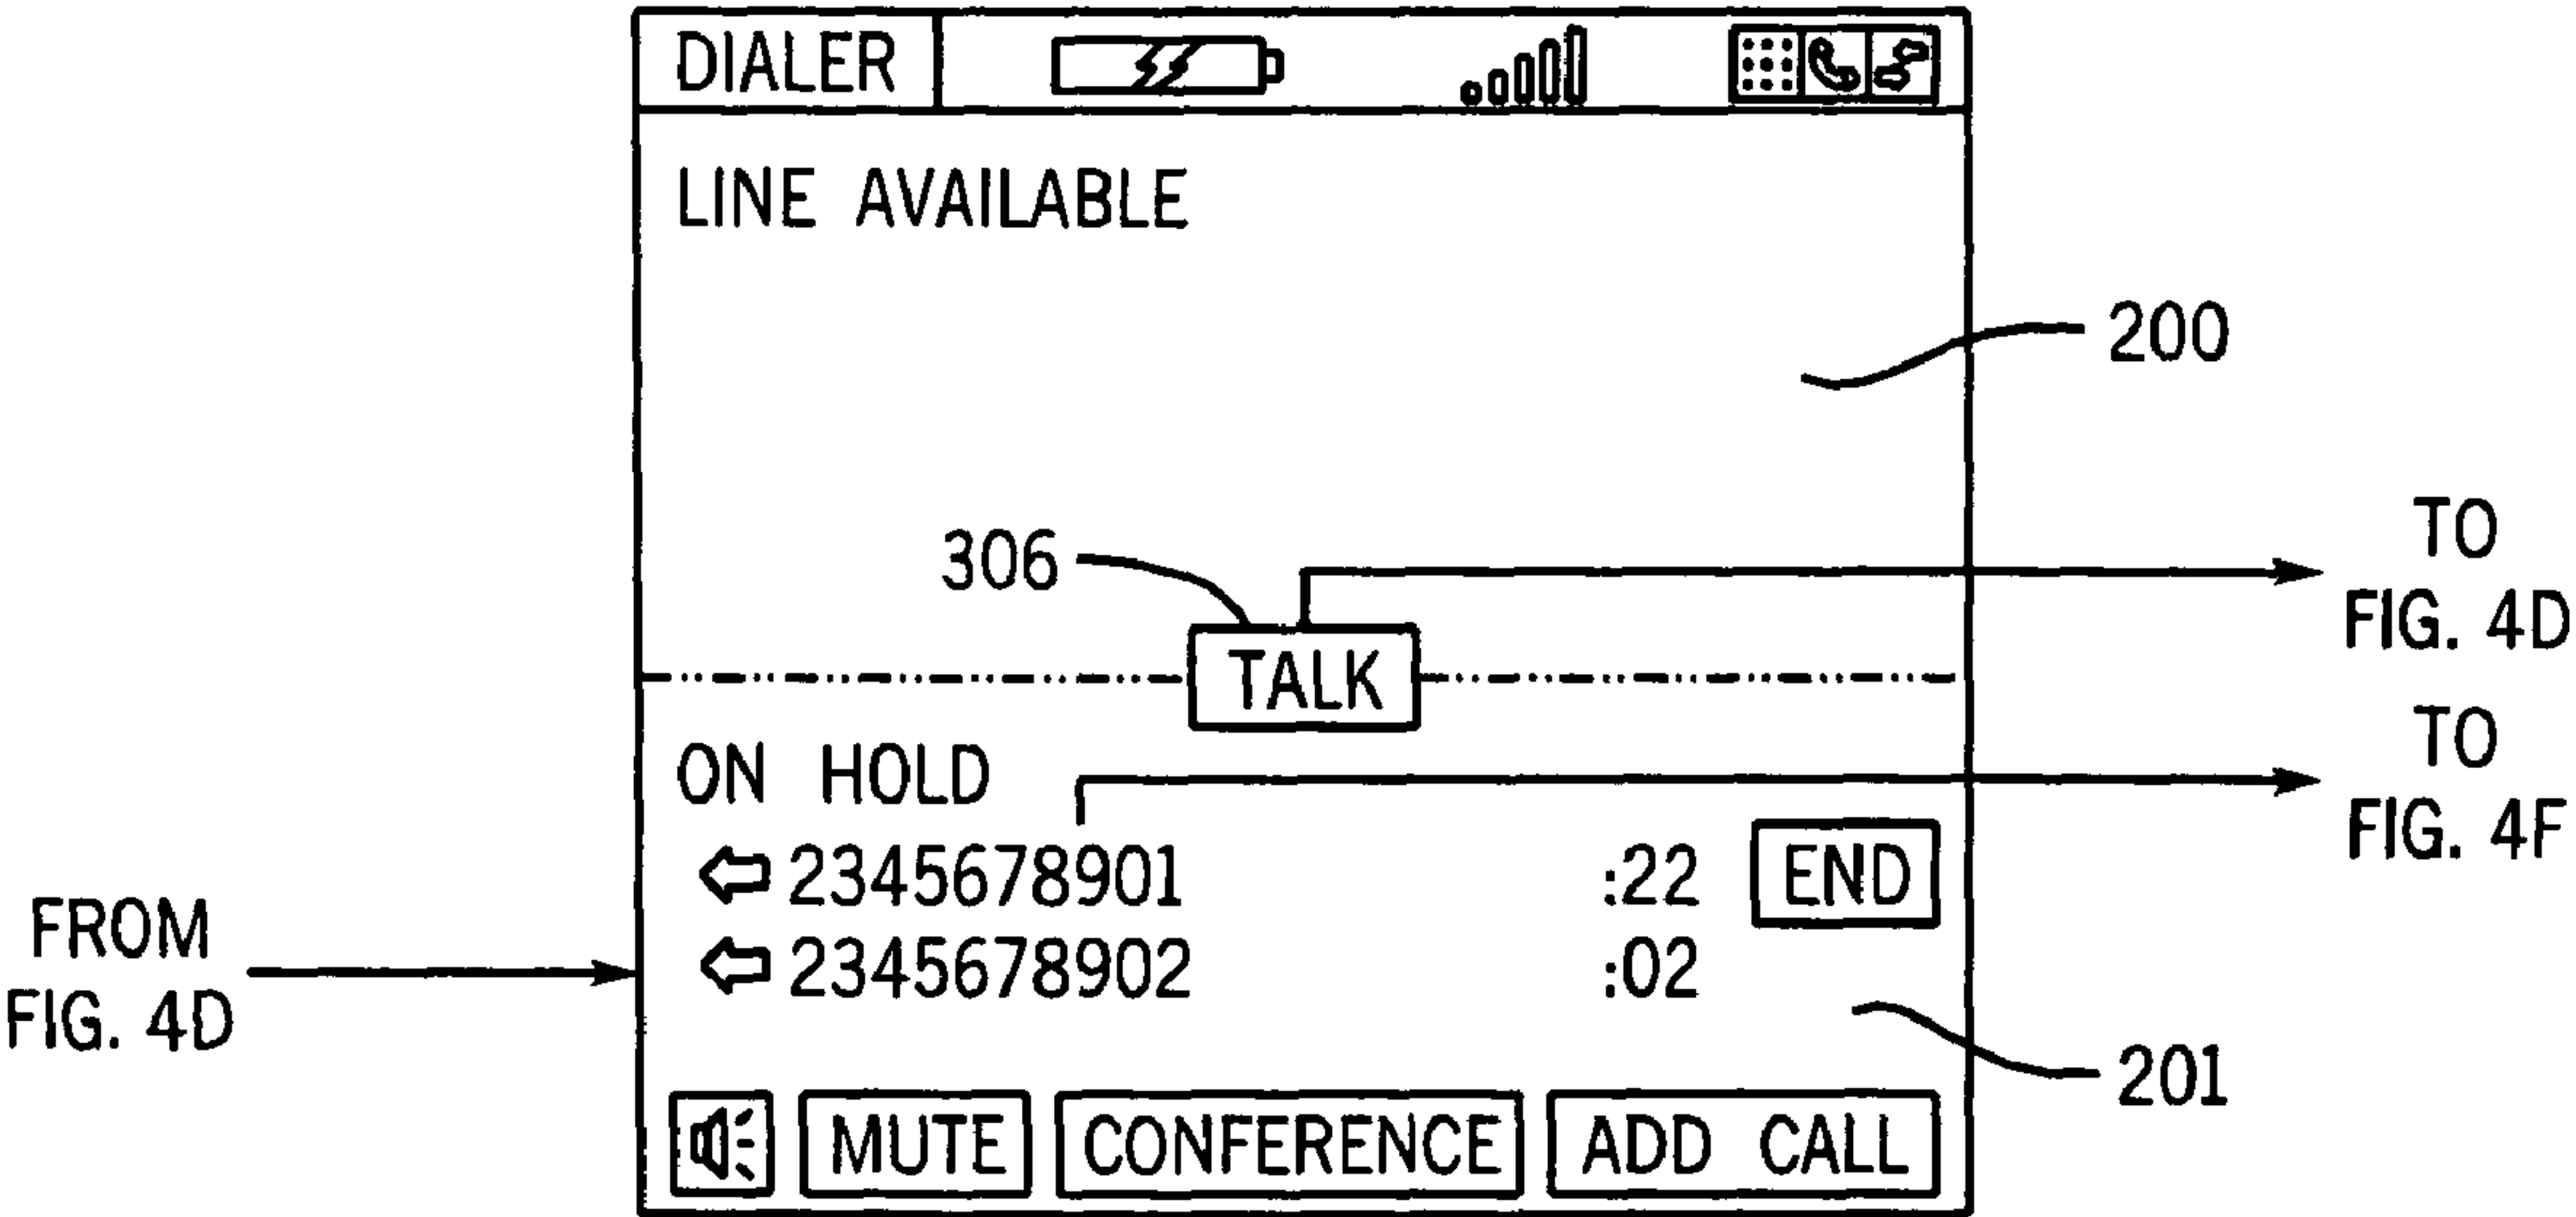 DIALER
LINE AVAILABLE
200
306
TO
FIG. 4D
TALK
TO
FIG. 4F
ON HOLD
2345678901 :22 END
2345678902 :02
FROM
FIG. 4D
201
MUTE CONFERENCE ADD CALL